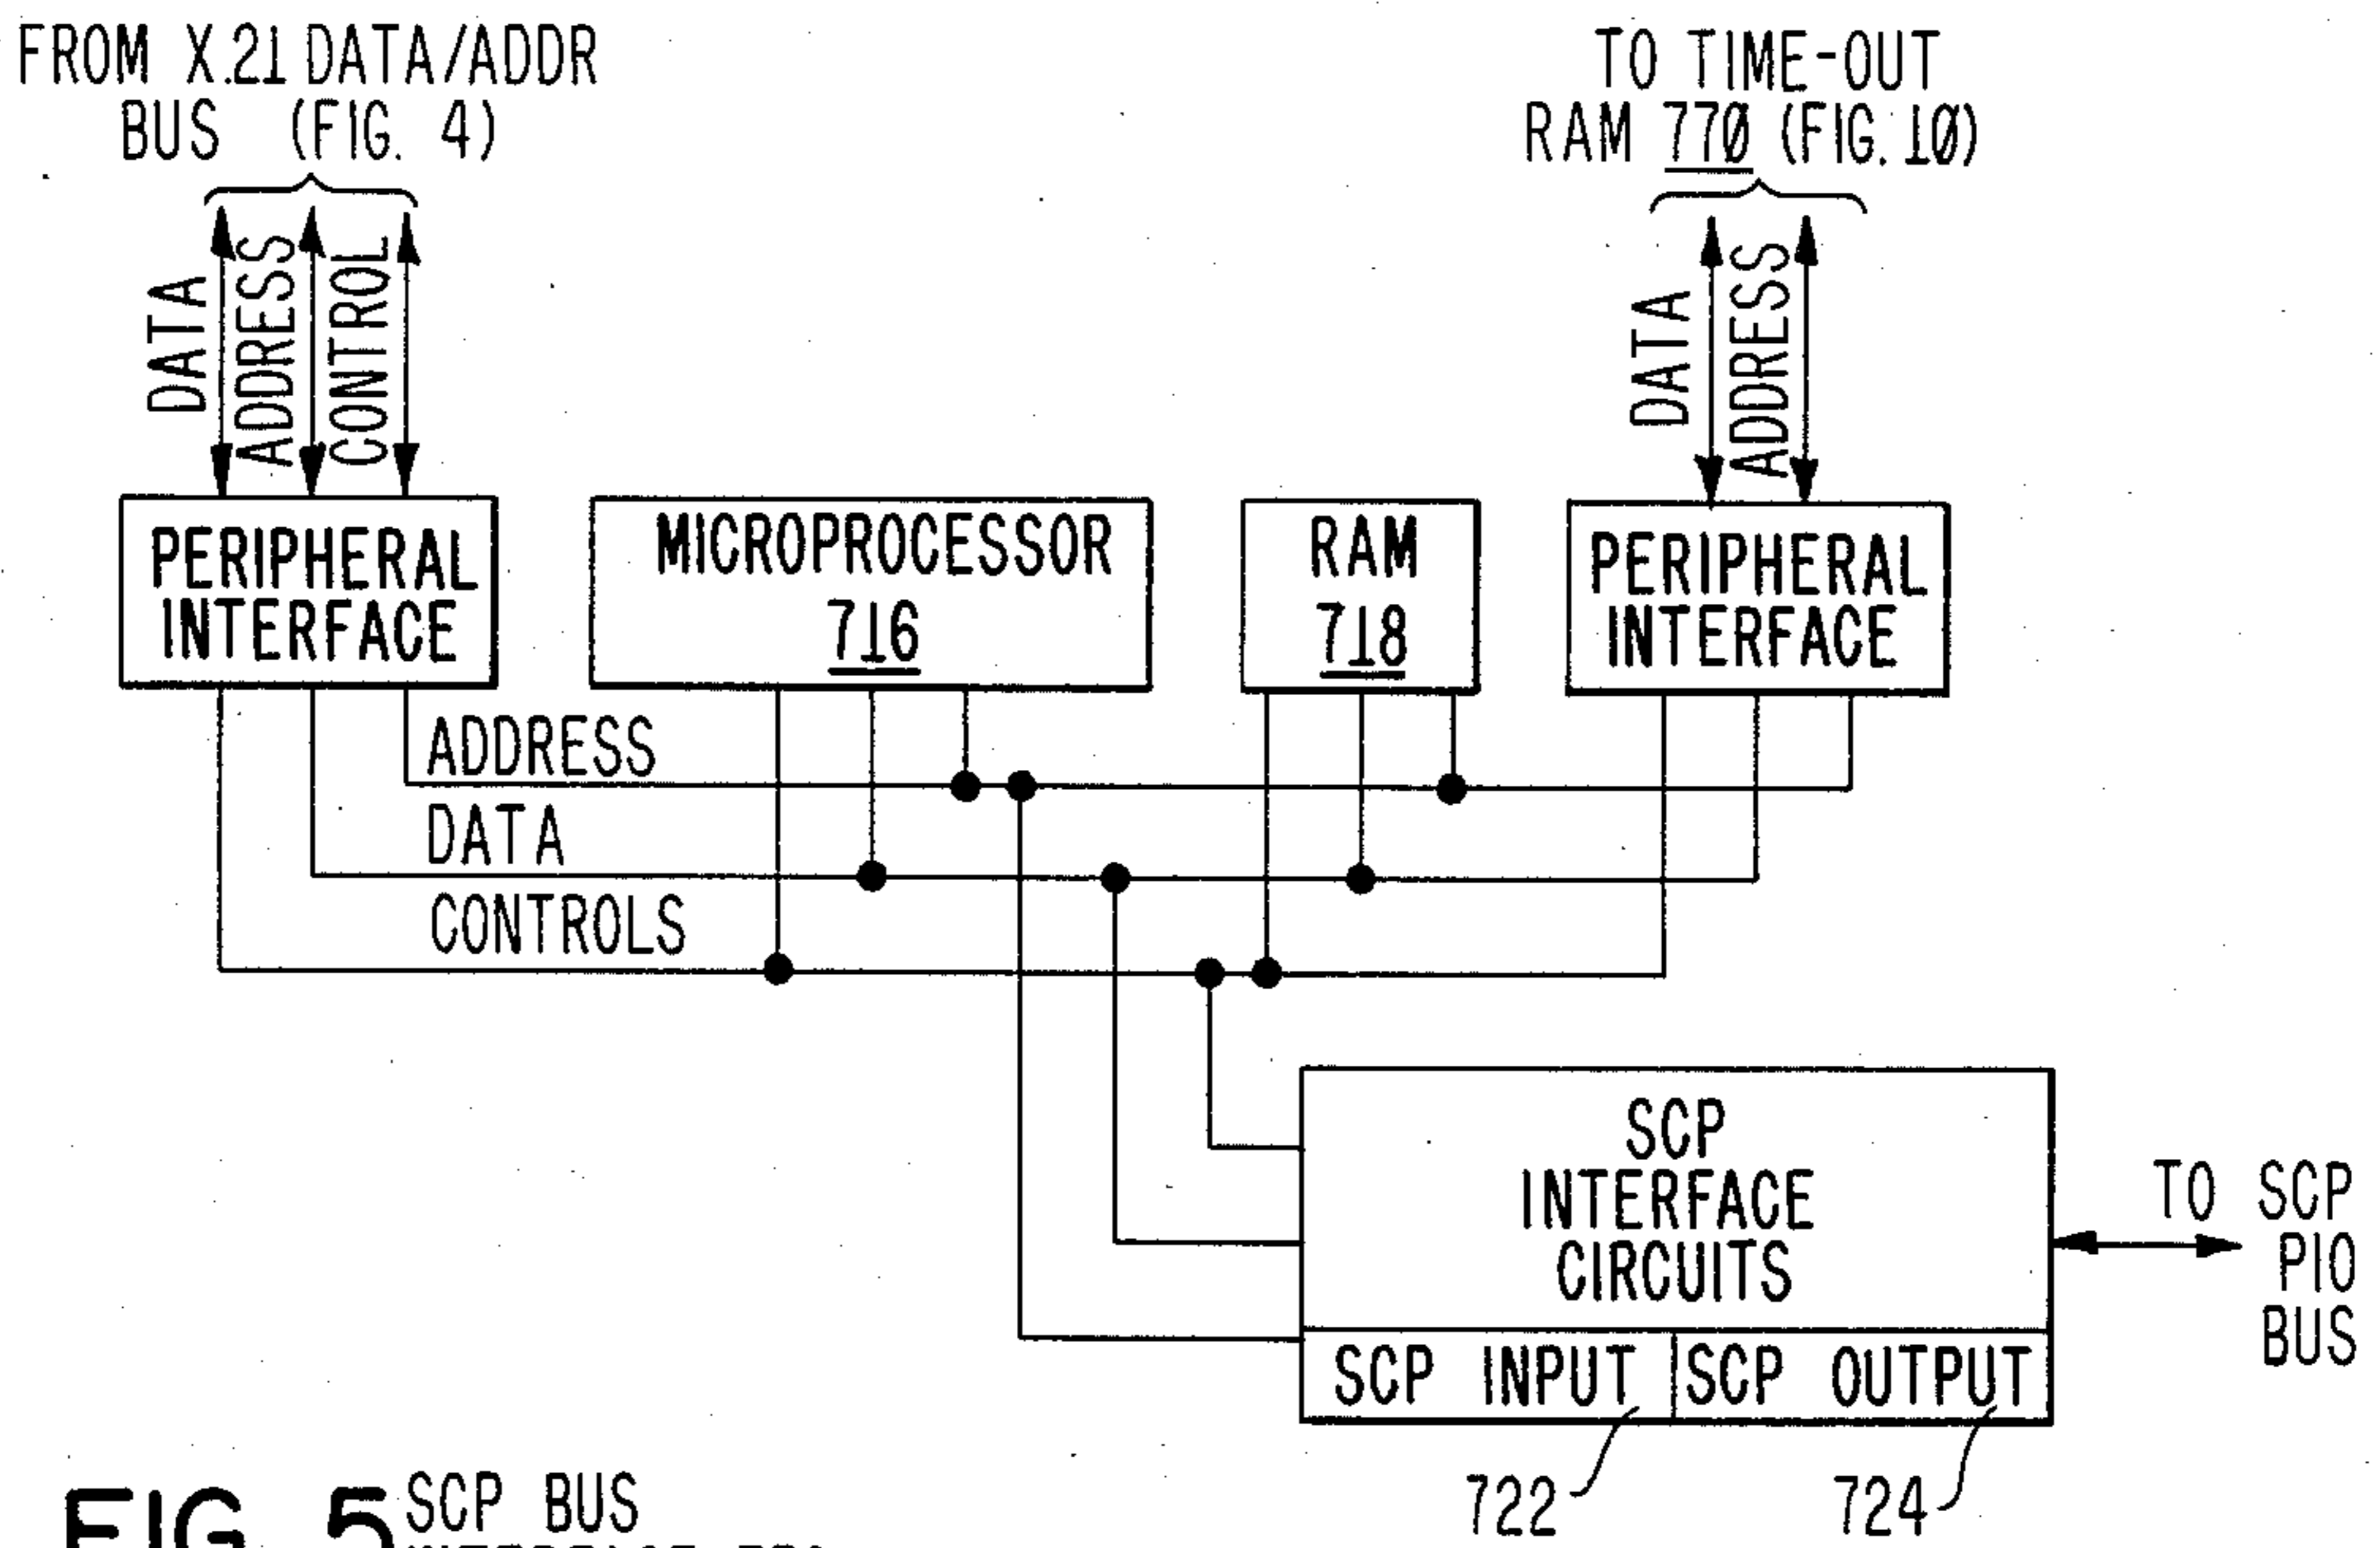 FROM X.21 DATA/ADDR
BUS (FIG. 4)
TO TIME-OUT
RAM 770 (FIG. 10)
DATA
ADDRESS
CONTROL
DATA
ADDRESS
PERIPHERAL
INTERFACE
MICROPROCESSOR
716
RAM
718
PERIPHERAL
INTERFACE
ADDRESS
DATA
CONTROLS
SCP
INTERFACE
CIRCUITS
TO SCP
PIO
BUS
SCP INPUT
SCP OUTPUT
722
724
FIG. 5
SCP BUS